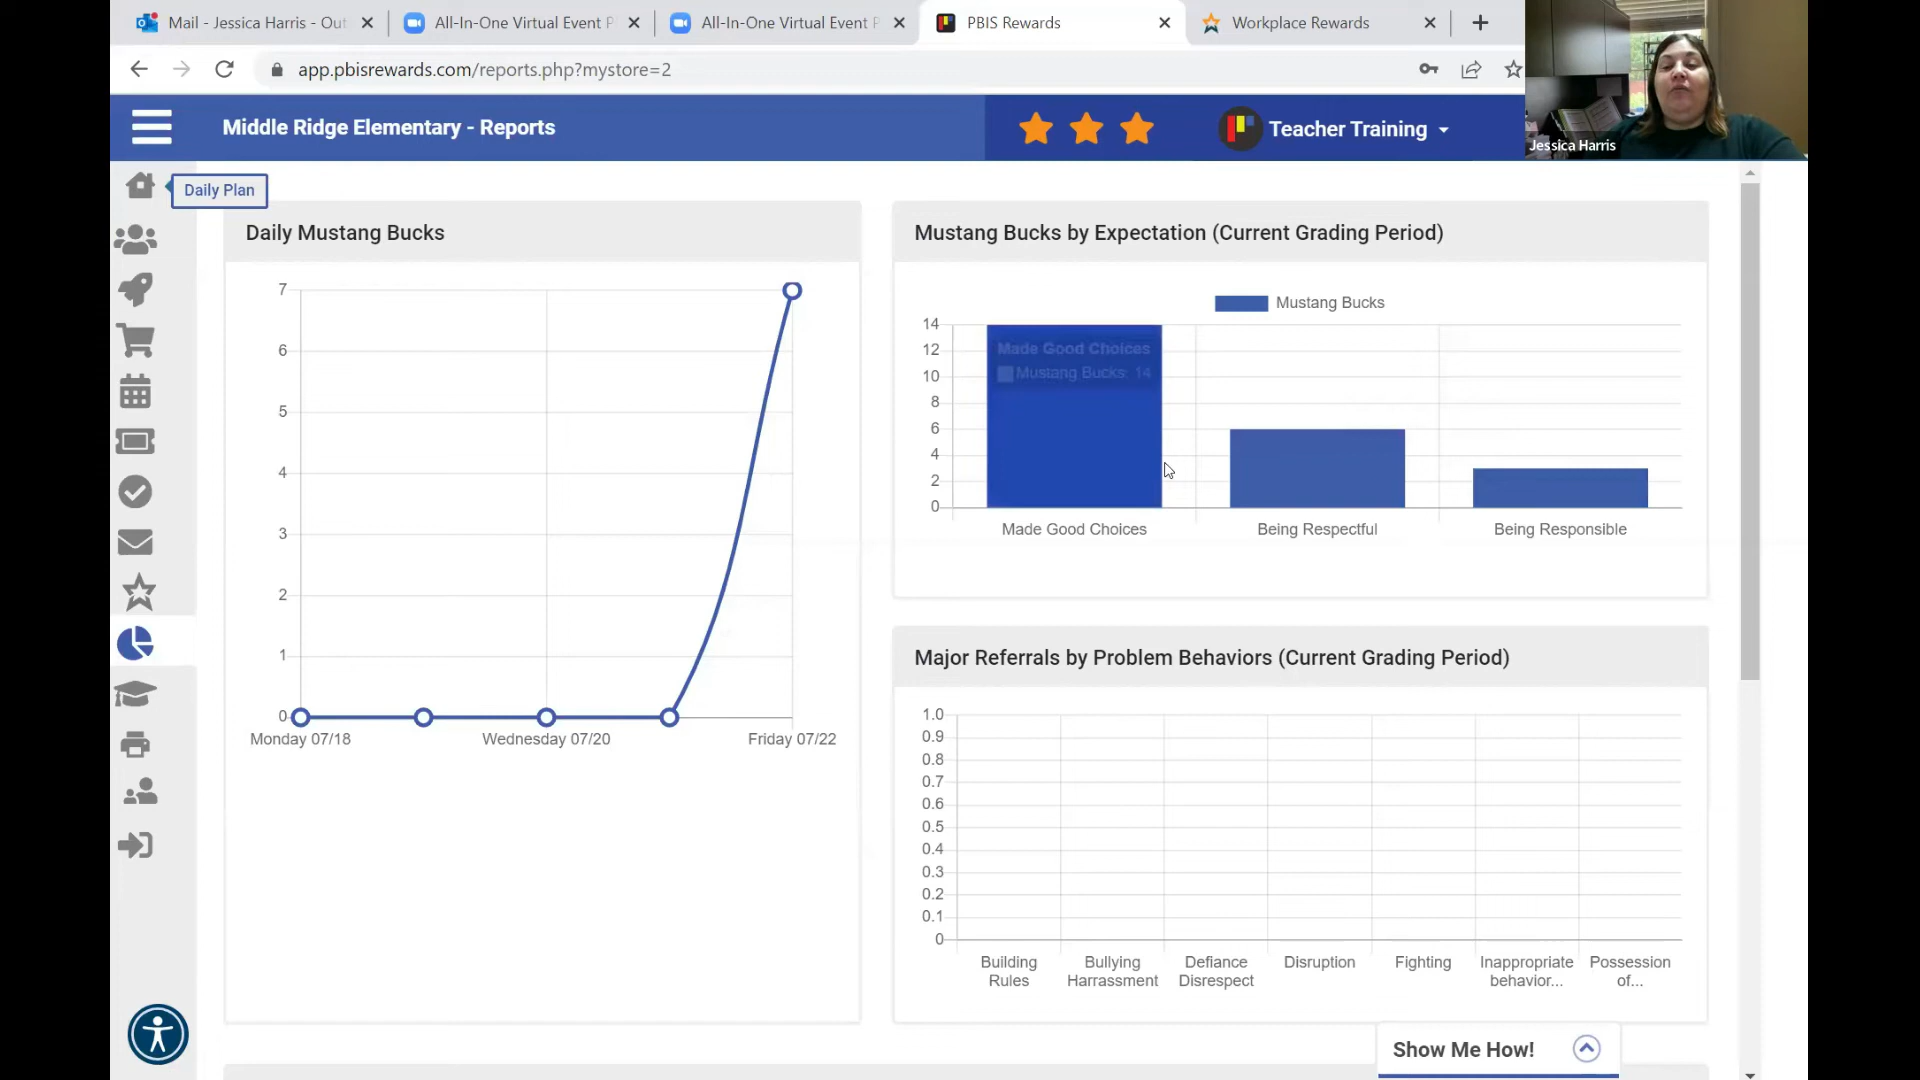 Mail - Jessica Harris - Out
All-In-One Virtual Event P
All-In-One Virtual Event P
PBIS Rewards
Workplace Rewards
app.pbisrewards.com/reports.php?mystore=2
Middle Ridge Elementary - Reports
Teacher Training
Jessica Harris
Daily Plan
Daily Mustang Bucks
7
6
5
4
3
2
1
0
Monday 07/18
Wednesday 07/20
Friday 07/22
Mustang Bucks by Expectation (Current Grading Period)
Mustang Bucks
14
12
10
8
6
4
2
0
Made Good Choices
Mustang Bucks: 14
Made Good Choices
Being Respectful
Being Responsible
Major Referrals by Problem Behaviors (Current Grading Period)
1.0
0.9
0.8
0.7
0.6
0.5
0.4
0.3
0.2
0.1
0
Building
Rules
Bullying
Harrassment
Defiance
Disrespect
Disruption
Fighting
Inappropriate
behavior...
Possession
of...
Show Me How!